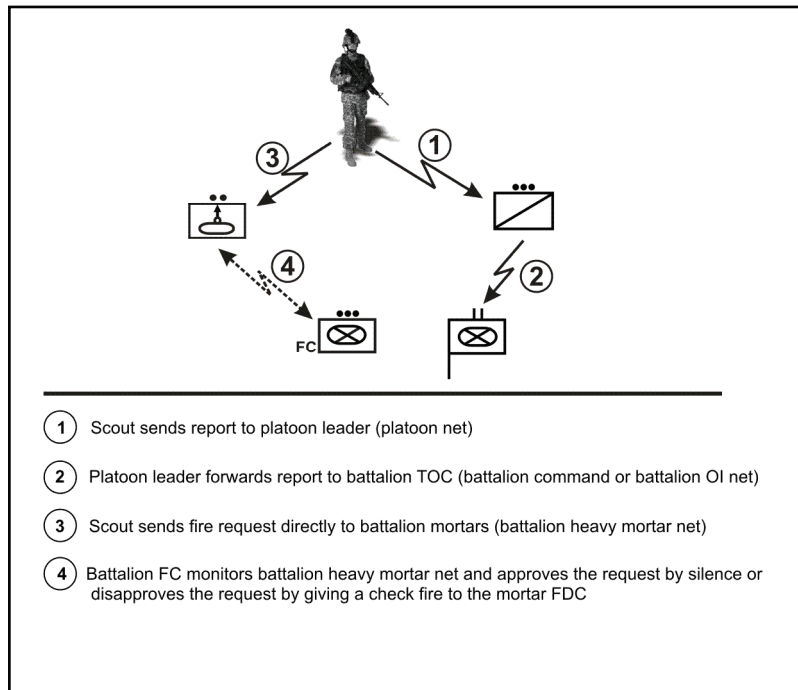 3
1
4
2
FC
1 Scout sends report to platoon leader (platoon net)
2 Platoon leader forwards report to battalion TOC (battalion command or battalion OI net)
3 Scout sends fire request directly to battalion mortars (battalion heavy mortar net)
4 Battalion FC monitors battalion heavy mortar net and approves the request by silence or
disapproves the request by giving a check fire to the mortar FDC